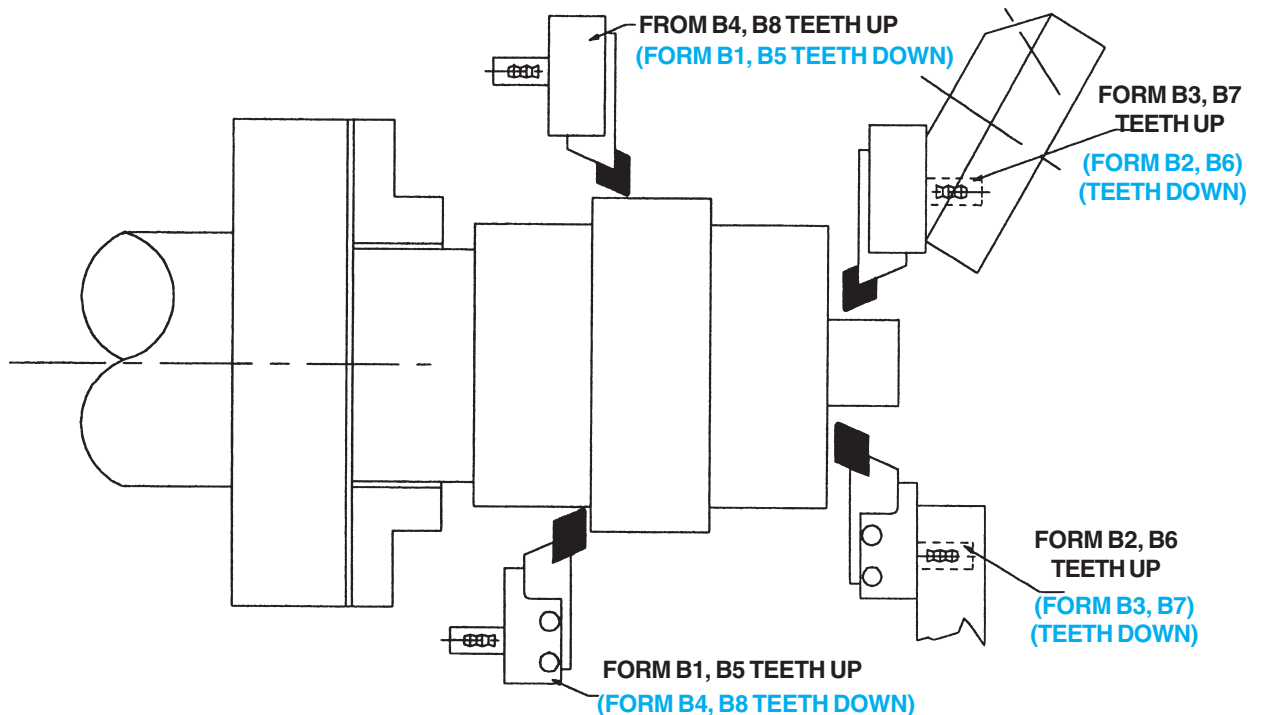 FROM B4, B8 TEETH UP
(FORM B1, B5 TEETH DOWN)
FORM B3, B7
TEETH UP
(FORM B2, B6)
(TEETH DOWN)
FORM B2, B6
TEETH UP
(FORM B3, B7)
(TEETH DOWN)
FORM B1, B5 TEETH UP
(FORM B4, B8 TEETH DOWN)